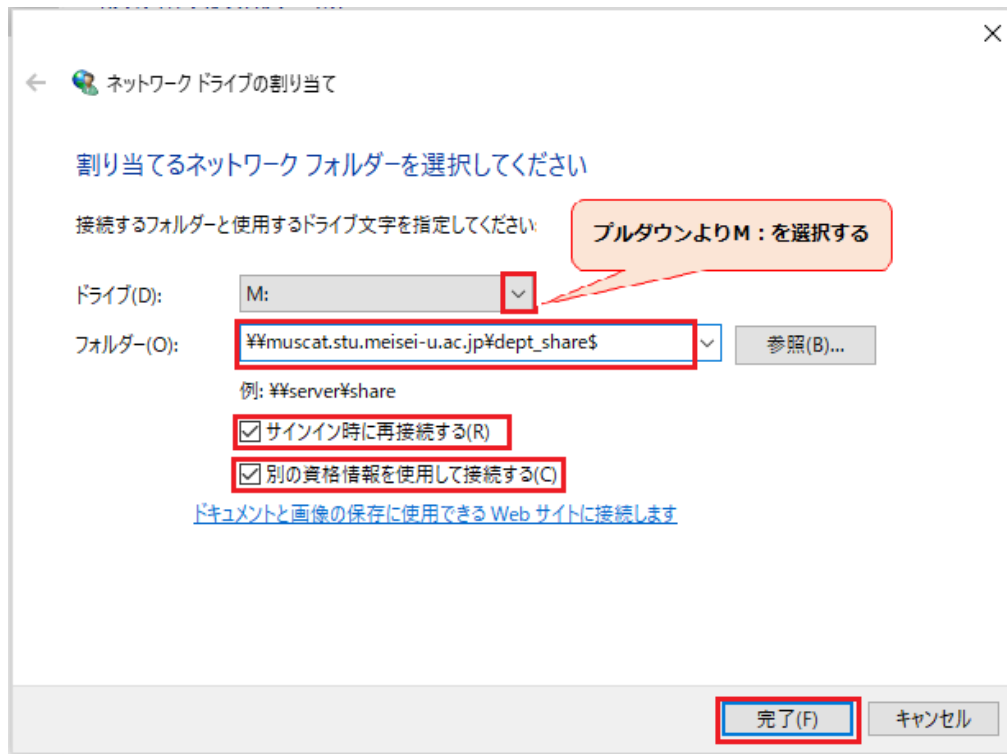 ネットワーク ドライブの割り当て
割り当てるネットワーク フォルダーを選択してください
接続するフォルダーと使用するドライブ文字を指定してください:
プルダウンよりM：を選択する
ドライブ(D):
M:
フォルダー(O):
¥¥muscat.stu.meisei-u.ac.jp¥dept_share$
参照(B)...
例: ¥¥server¥share
サインイン時に再接続する(R)
別の資格情報を使用して接続する(C)
ドキュメントと画像の保存に使用できる Web サイトに接続します
完了(F)
キャンセル